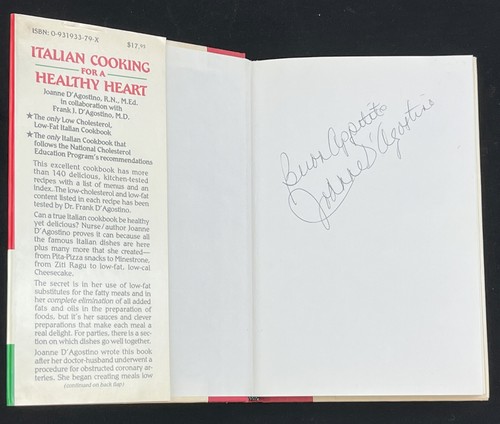 ISBN: 0-931933-79-X
$17.95
ITALIAN COOKING
FOR A
HEALTHY HEART
Joanne D'Agostino, R.N., M.Ed.
in collaboration with
Frank J. D'Agostino, M.D.
★The only Low Cholesterol,
Low-Fat Italian Cookbook
★The only Italian Cookbook that
follows the National Cholesterol
Education Program's recommendations
This excellent cookbook has more
than 140 delicious, kitchen-tested
recipes with a list of menus and an
index. The low-cholesterol and low-fat
content listed in each recipe has been
tested by Dr. Frank D'Agostino.
Can a true Italian cookbook be healthy
yet delicious? Nurse/author Joanne
D'Agostino proves it can because all
the famous Italian dishes are here
plus many more that she created—
from Pita-Pizza snacks to Minestrone,
from Ziti Ragu to low-fat, low-cal
Cheesecake.
The secret is in her use of low-fat
substitutes for the fatty meats and in
her complete elimination of all added
fats and oils in the preparation of
foods, but it's her sauces and clever
preparations that make each meal a
real delight. For parties, there is a sec-
tion on which dishes go well together.
Joanne D'Agostino wrote this book
after her doctor-husband underwent a
procedure for obstructed coronary ar-
teries. She began creating meals low
(continued on back flap)
Buon Appetito
Joanne D'Agostino